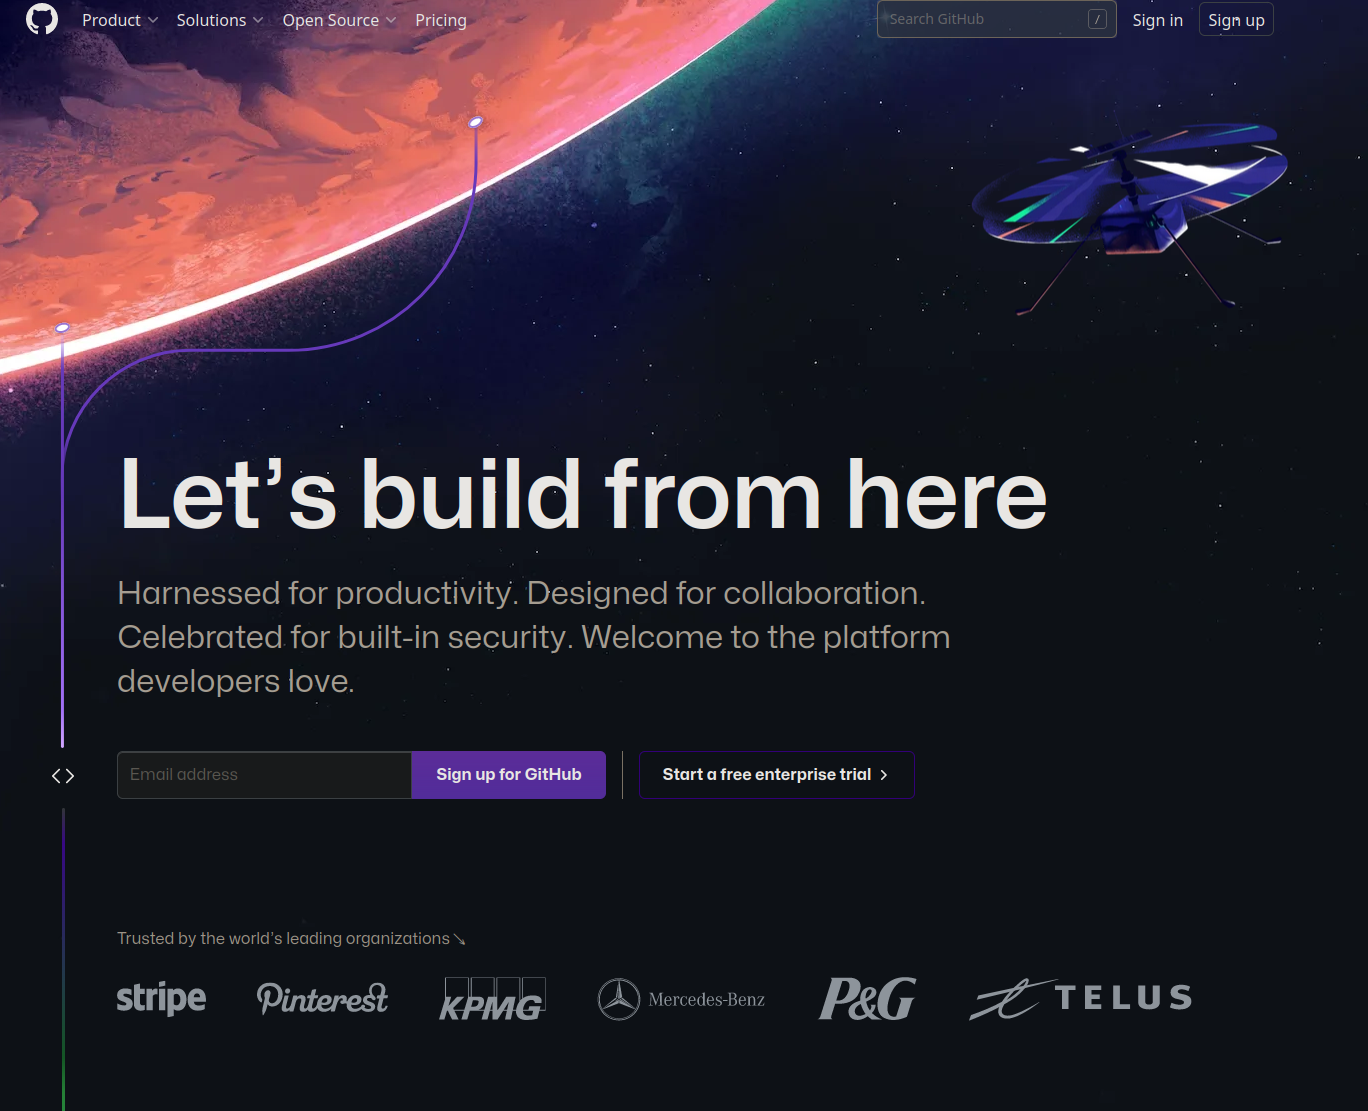 Product Solutions Open Source Pricing Search GitHub / Sign in Sign up
Let’s build from here
Harnessed for productivity. Designed for collaboration.
Celebrated for built-in security. Welcome to the platform
developers love.
Email address Sign up for GitHub Start a free enterprise trial
Trusted by the world’s leading organizations ↘
stripe Pinterest KPMG Mercedes-Benz P&G TELUS